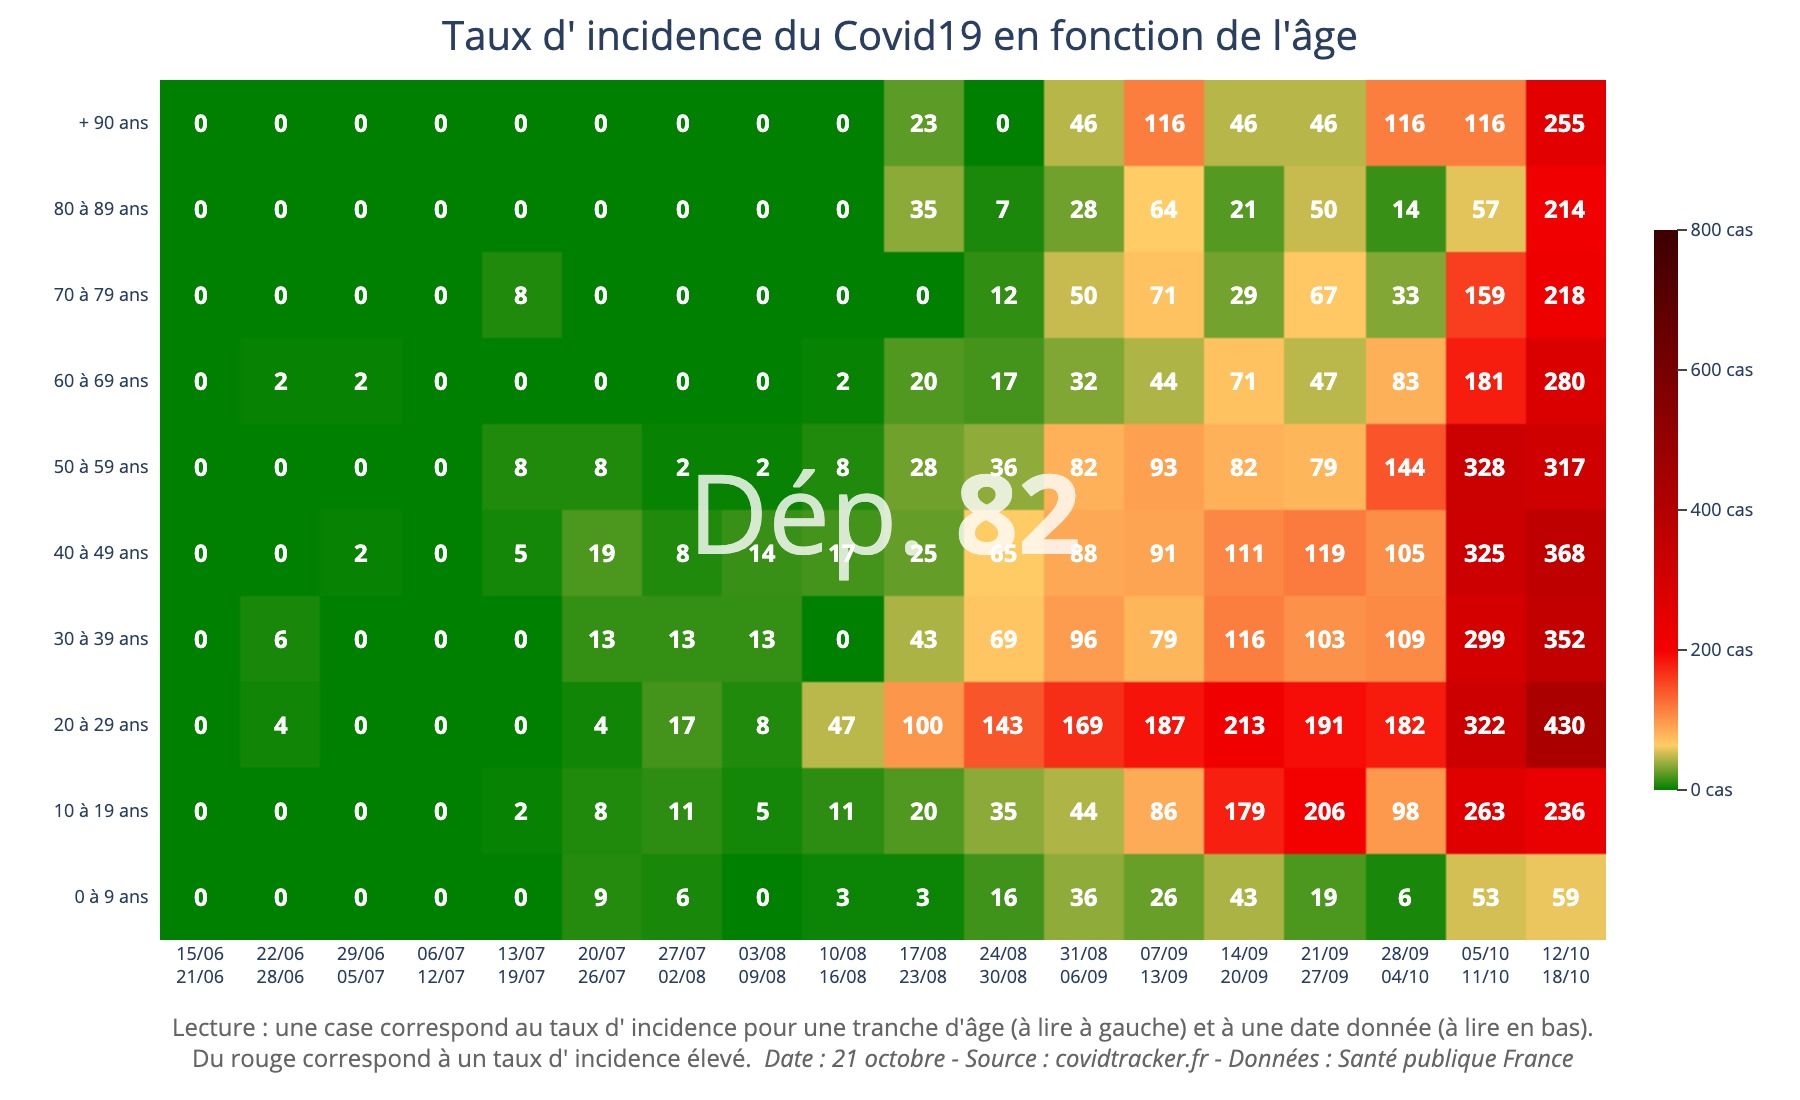 Taux d' incidence du Covid19 en fonction de l'âge
+ 90 ans 0 0 0 0 0 0 0 0 0 23 0 46 116 46 46 116 116 255
80 à 89 ans 0 0 0 0 0 0 0 0 0 35 7 28 64 21 50 14 57 214
70 à 79 ans 0 0 0 0 8 0 0 0 0 0 12 50 71 29 67 33 159 218
60 à 69 ans 0 2 2 0 0 0 0 0 2 20 17 32 44 71 47 83 181 280
50 à 59 ans 0 0 0 0 8 8 2 2 8 28 36 82 93 82 79 144 328 317
Dép. 82
40 à 49 ans 0 0 2 0 5 19 8 14 17 25 65 88 91 111 119 105 325 368
30 à 39 ans 0 6 0 0 0 13 13 13 0 43 69 96 79 116 103 109 299 352
20 à 29 ans 0 4 0 0 0 4 17 8 47 100 143 169 187 213 191 182 322 430
10 à 19 ans 0 0 0 0 2 8 11 5 11 20 35 44 86 179 206 98 263 236
0 à 9 ans 0 0 0 0 0 9 6 0 3 3 16 36 26 43 19 6 53 59
15/06 22/06 29/06 06/07 13/07 20/07 27/07 03/08 10/08 17/08 24/08 31/08 07/09 14/09 21/09 28/09 05/10 12/10
21/06 28/06 05/07 12/07 19/07 26/07 02/08 09/08 16/08 23/08 30/08 06/09 13/09 20/09 27/09 04/10 11/10 18/10
800 cas
600 cas
400 cas
200 cas
0 cas
Lecture : une case correspond au taux d' incidence pour une tranche d'âge (à lire à gauche) et à une date donnée (à lire en bas).
Du rouge correspond à un taux d' incidence élevé. Date : 21 octobre - Source : covidtracker.fr - Données : Santé publique France